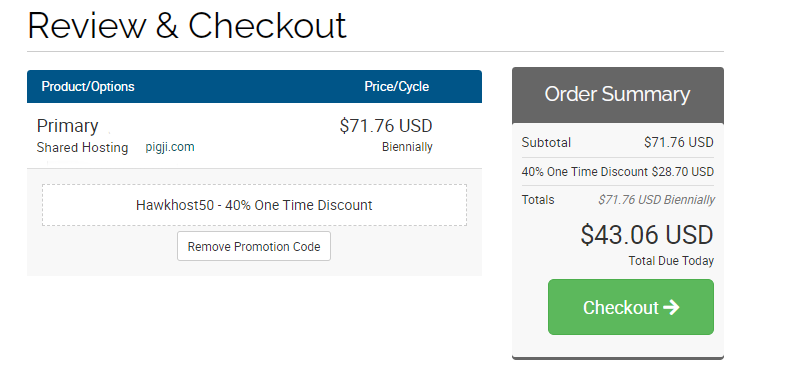 Review & Checkout
Product/Options Price/Cycle
Primary $71.76 USD
Shared Hosting pigji.com Biennially
Hawkhost50 - 40% One Time Discount
Remove Promotion Code
Order Summary
Subtotal $71.76 USD
40% One Time Discount $28.70 USD
Totals $71.76 USD Biennially
$43.06 USD
Total Due Today
Checkout